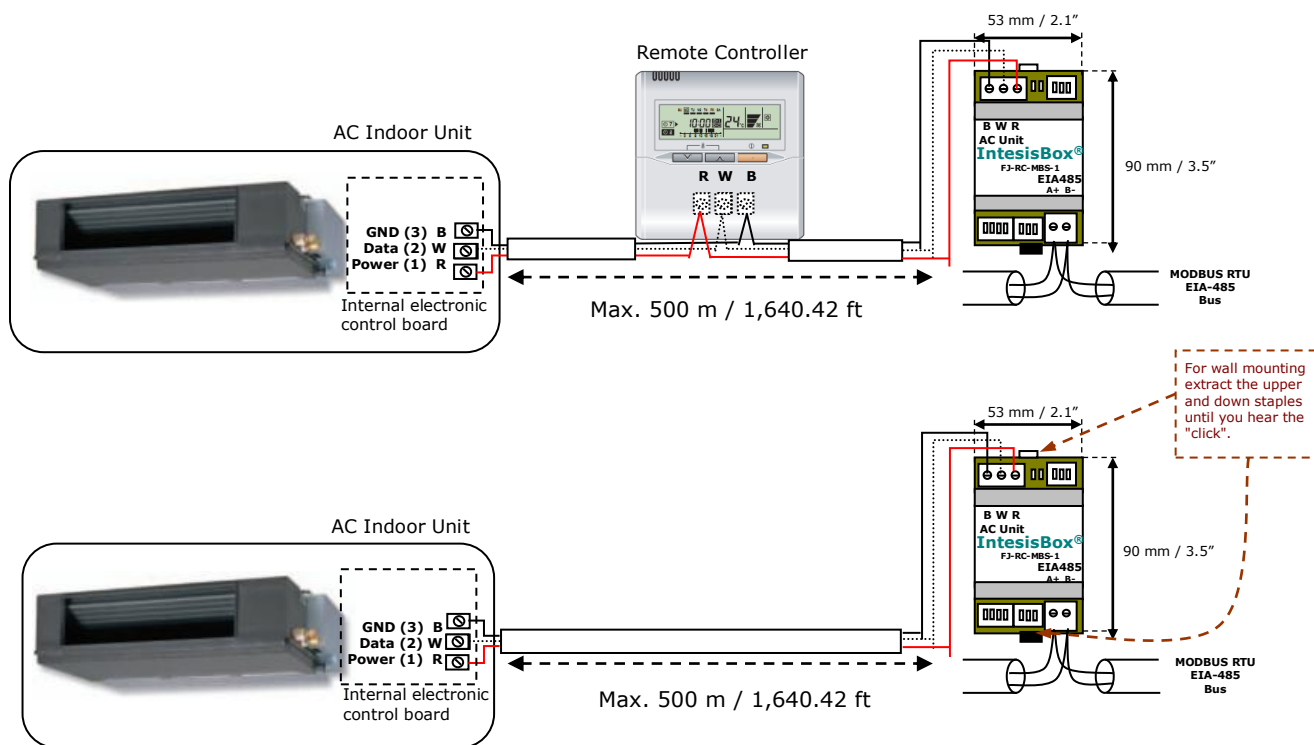 53 mm / 2.1”
Remote Controller
10:00
24°C
R W B
AC Indoor Unit
GND (3) B
Data (2) W
Power (1) R
Internal electronic
control board
Max. 500 m / 1,640.42 ft
B W R
AC Unit
IntesisBox®
FJ-RC-MBS-1
EIA485
A+ B-
90 mm / 3.5”
MODBUS RTU
EIA-485
Bus
For wall mounting
extract the upper
and down staples
until you hear the
"click".
53 mm / 2.1”
AC Indoor Unit
GND (3) B
Data (2) W
Power (1) R
Internal electronic
control board
Max. 500 m / 1,640.42 ft
B W R
AC Unit
IntesisBox®
FJ-RC-MBS-1
EIA485
A+ B-
90 mm / 3.5”
MODBUS RTU
EIA-485
Bus